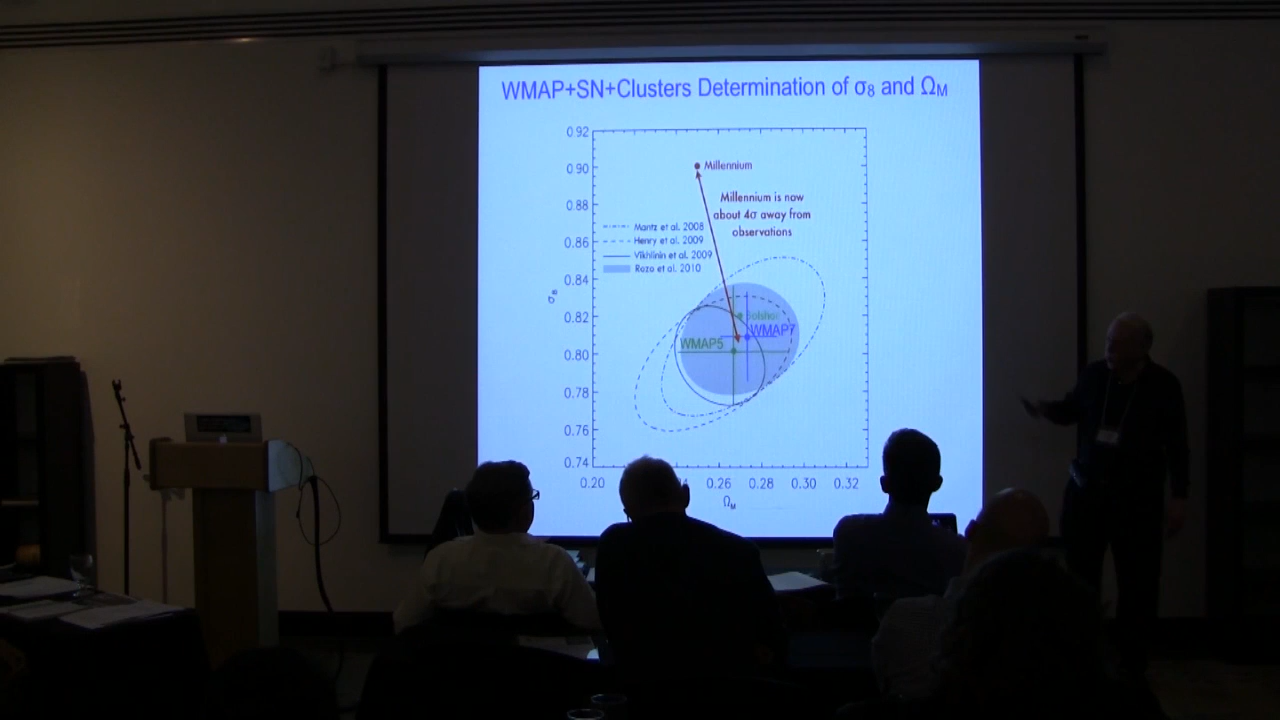 WMAP+SN+Clusters Determination of σ8 and ΩM
0.92
0.90
0.88
0.86
0.84
0.82
0.80
0.78
0.76
0.74
σ8
Millennium
Millennium is now
about 4σ away from
observations
Mantz et al. 2008
Henry et al. 2009
Vikhlinin et al. 2009
Rozo et al. 2010
WMAP7
WMAP5
0.20
0.26
0.28
0.30
0.32
ΩM